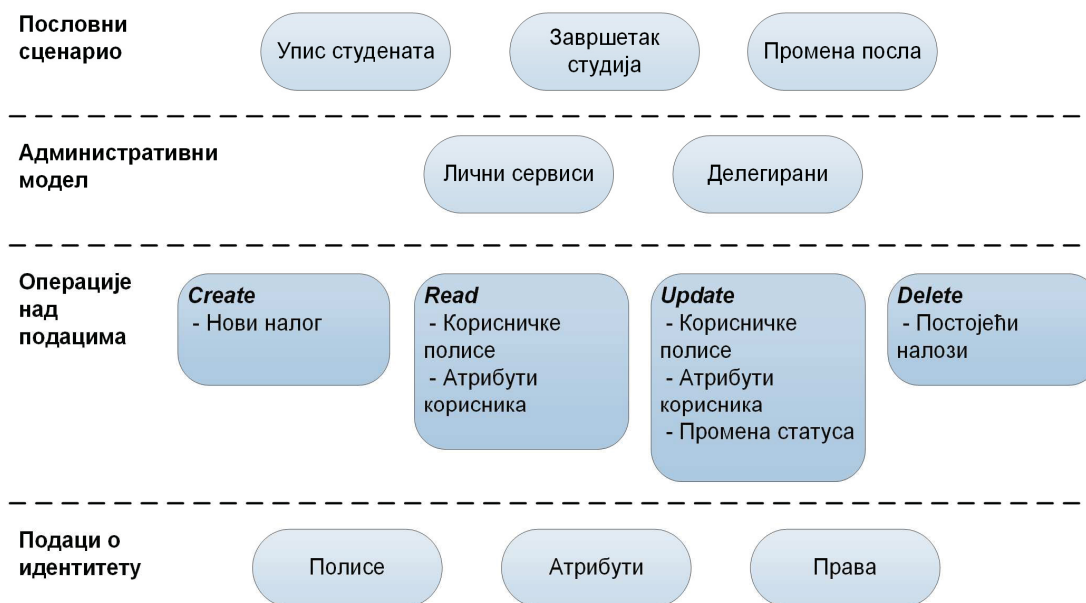 Пословни
сценарио
Упис студената
Завршетак
студија
Промена посла
Административни
модел
Лични сервиси
Делегирани
Операције
над
подацима
Create
- Нови налог
Read
- Корисничке
полисе
- Атрибути
корисника
Update
- Корисничке
полисе
- Атрибути
корисника
- Промена статуса
Delete
- Постојећи
налози
Подаци о
идентитету
Полисе
Атрибути
Права